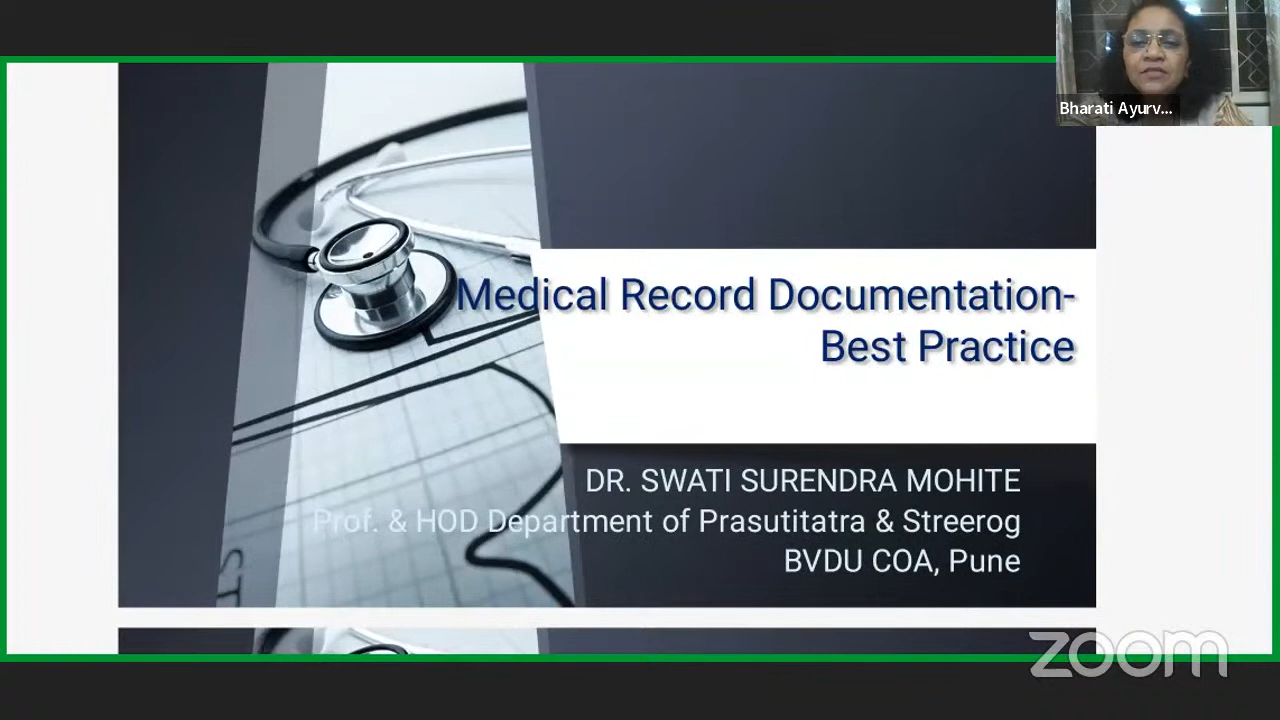 Bharati Ayurv...
Medical Record Documentation-
Best Practice
DR. SWATI SURENDRA MOHITE
Prof. & HOD Department of Prasutitatra & Streerog
BVDU COA, Pune
zoom